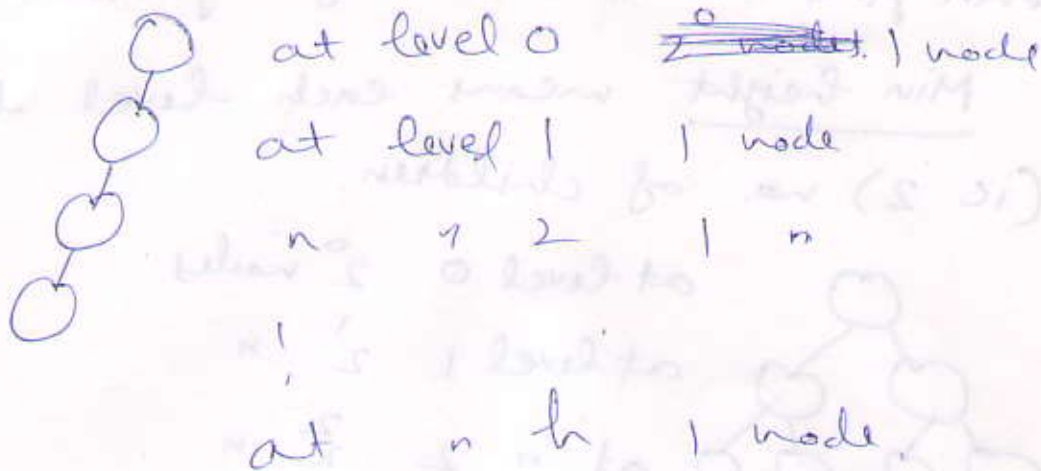 at level 0 1 node
at level 1 1 node
" " 2 1 "
at " h 1 node.